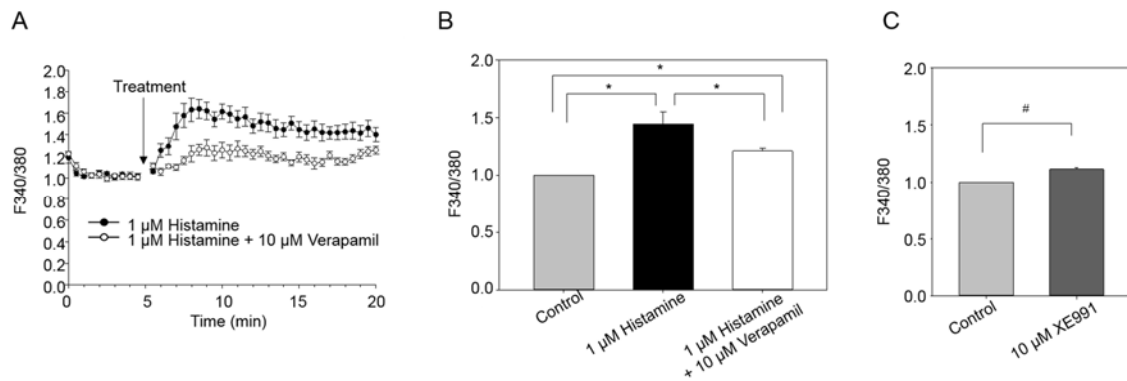 A
B
C
2.0
1.8
1.6
1.4
1.2
1.0
0.8
0.6
0.4
0.2
0.0
F340/380
Treatment
1 µM Histamine
1 µM Histamine + 10 µM Verapamil
0
5
10
15
20
Time (min)
2.0
1.5
1.0
0.5
0.0
F340/380
*
*
*
Control
1 µM Histamine
1 µM Histamine
+ 10 µM Verapamil
2.0
1.5
1.0
0.5
0.0
F340/380
#
Control
10 µM XE991